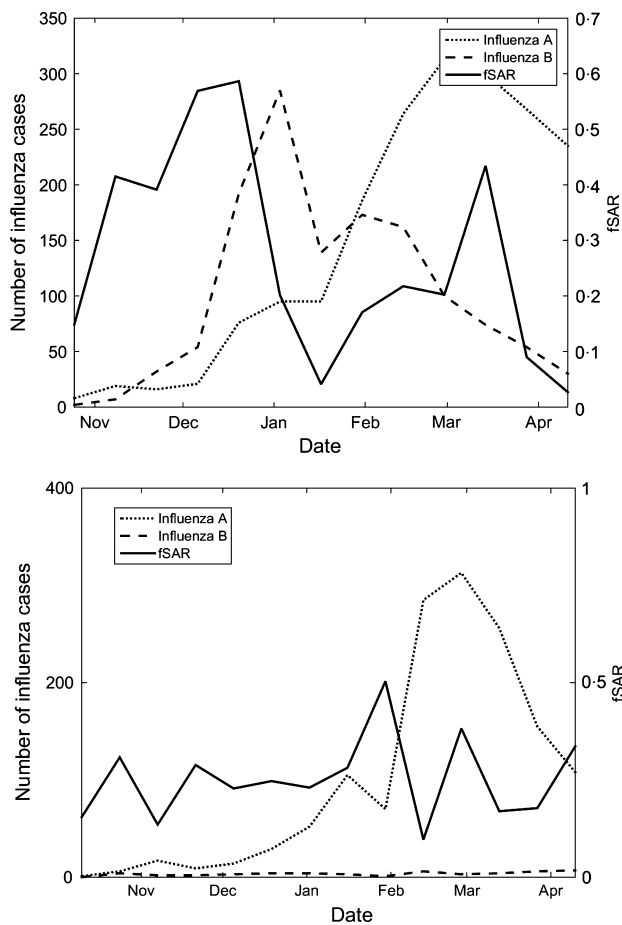 350
300
250
200
150
100
50
0
Number of influenza cases
0·7
0·6
0·5
0·4
0·3
0·2
0·1
0
fSAR
Influenza A
Influenza B
fSAR
Nov Dec Jan Feb Mar Apr
Date
400
200
0
Number of influenza cases
1
0·5
0
fSAR
Influenza A
Influenza B
fSAR
Nov Dec Jan Feb Mar Apr
Date